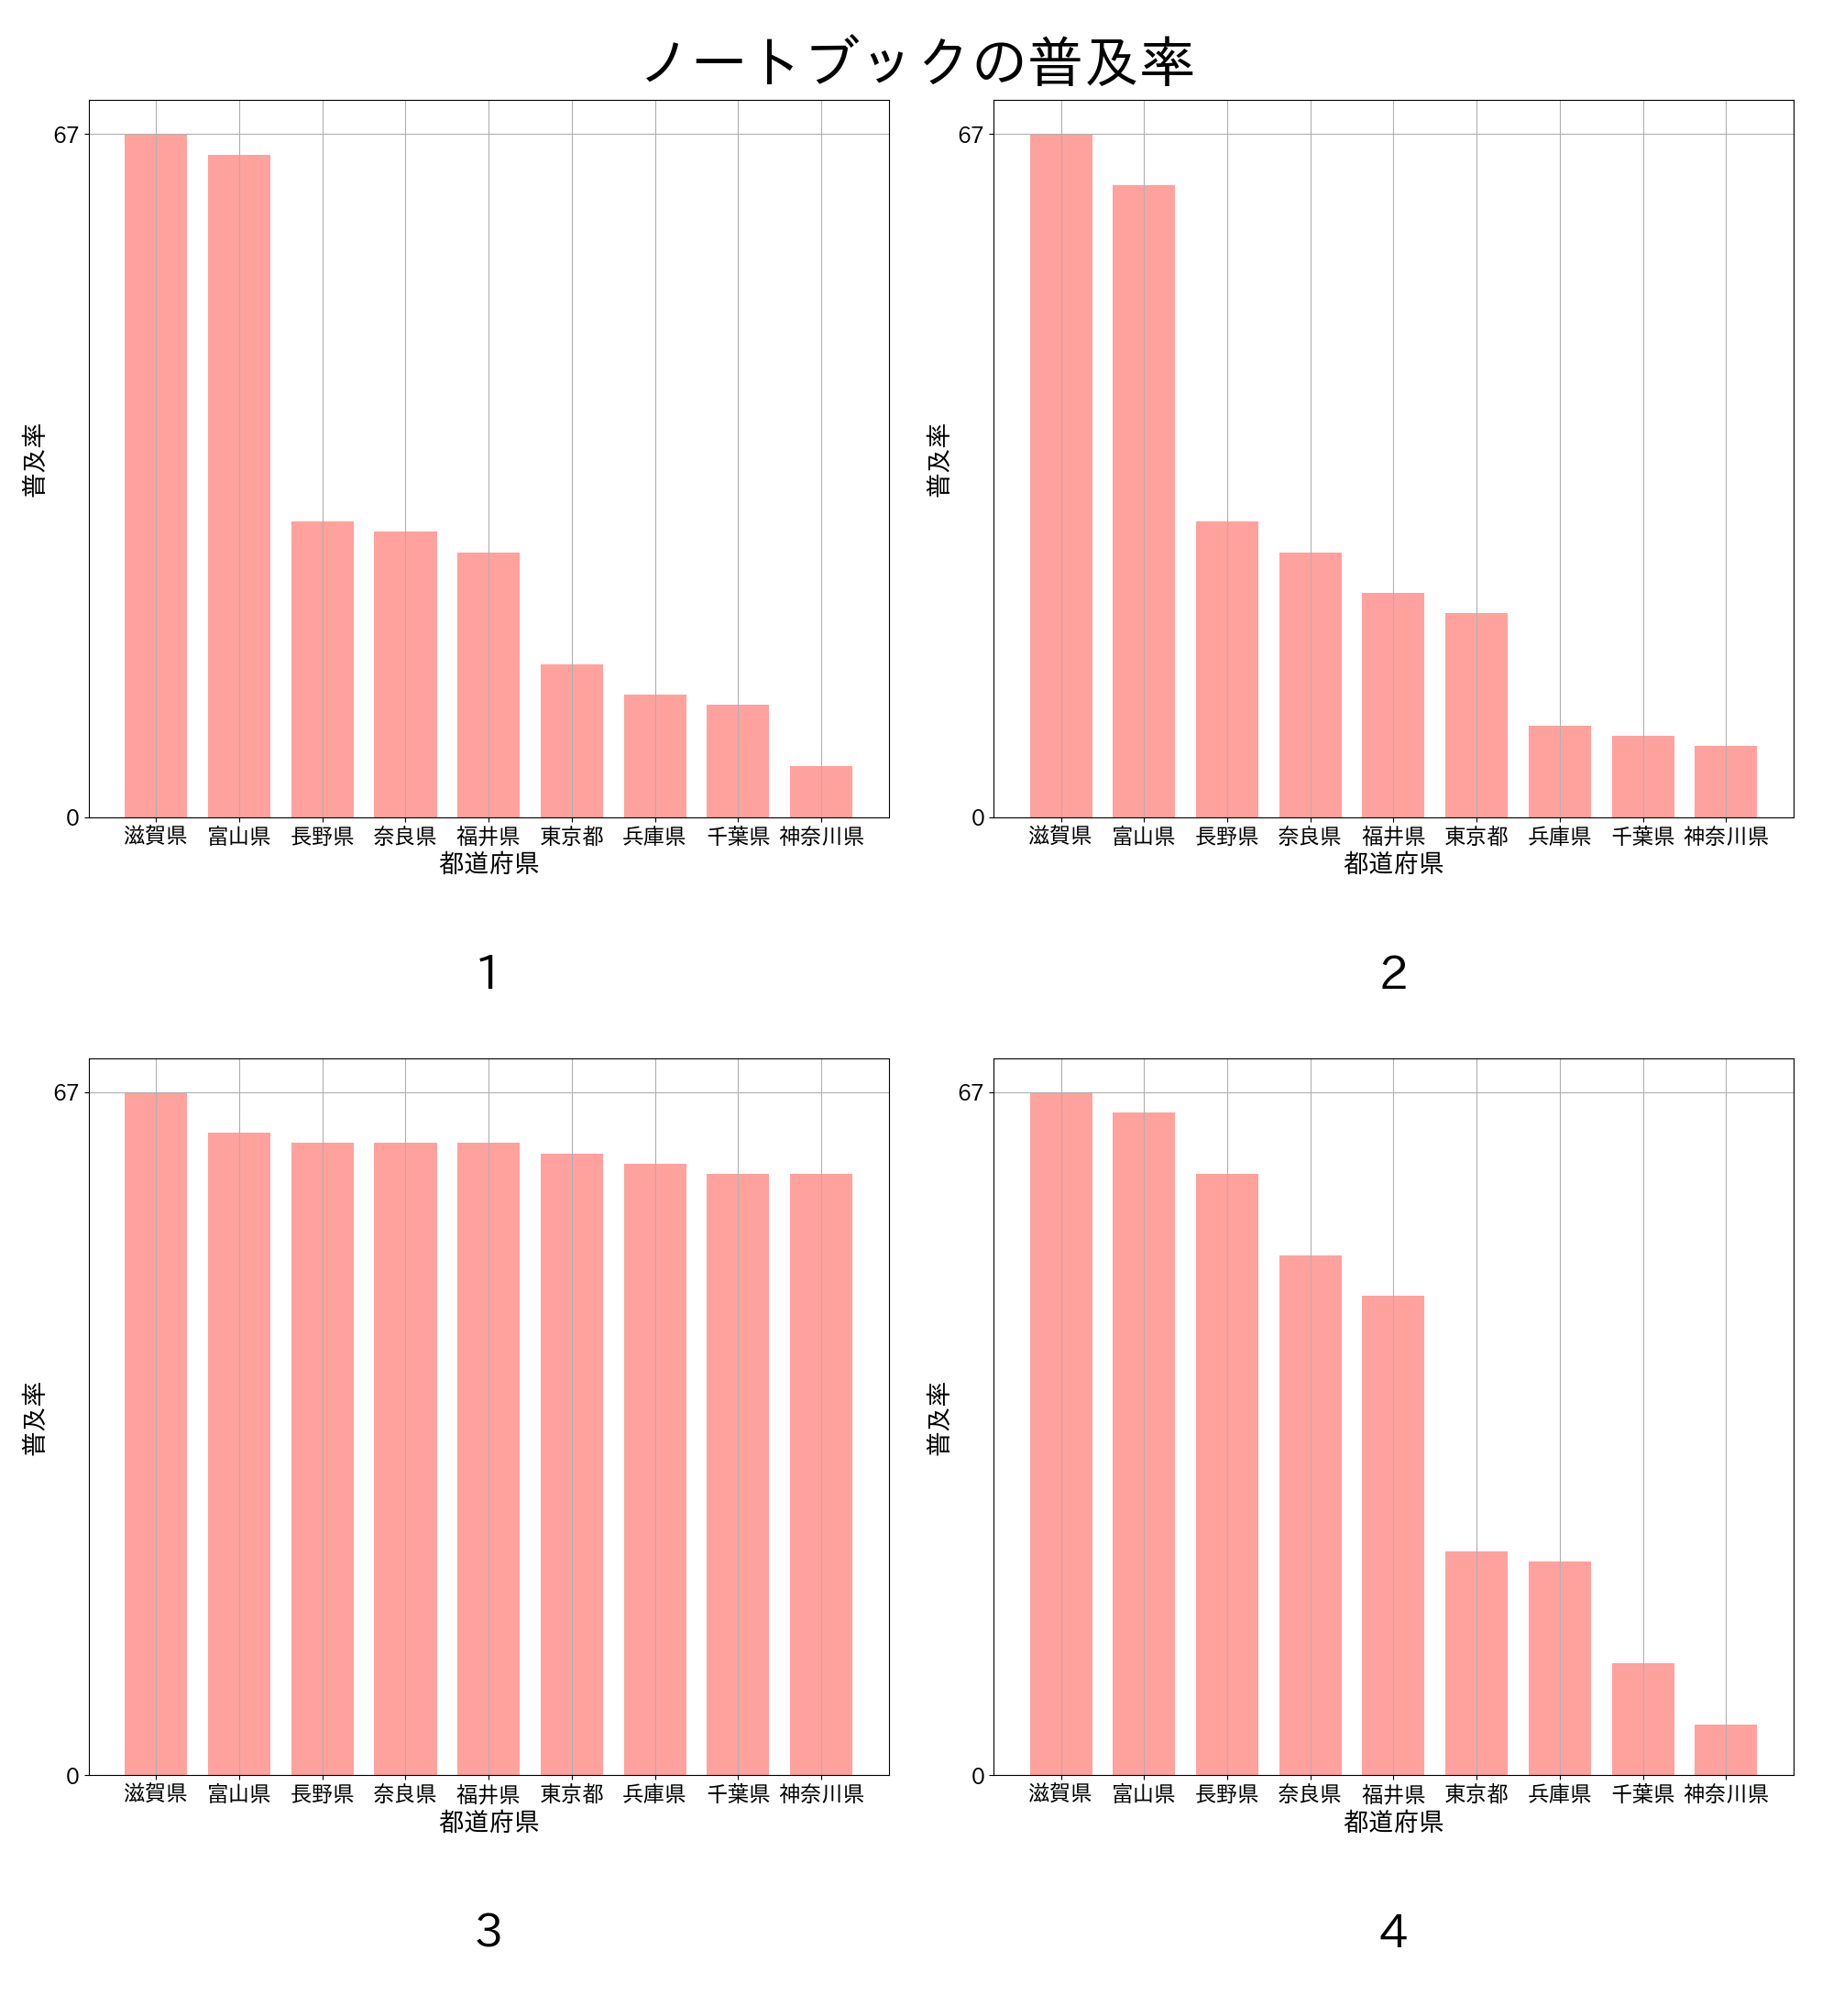 ノートブックの普及率
67
0
普及率
滋賀県 富山県 長野県 奈良県 福井県 東京都 兵庫県 千葉県 神奈川県
都道府県
1
67
0
普及率
滋賀県 富山県 長野県 奈良県 福井県 東京都 兵庫県 千葉県 神奈川県
都道府県
2
67
0
普及率
滋賀県 富山県 長野県 奈良県 福井県 東京都 兵庫県 千葉県 神奈川県
都道府県
3
67
0
普及率
滋賀県 富山県 長野県 奈良県 福井県 東京都 兵庫県 千葉県 神奈川県
都道府県
4